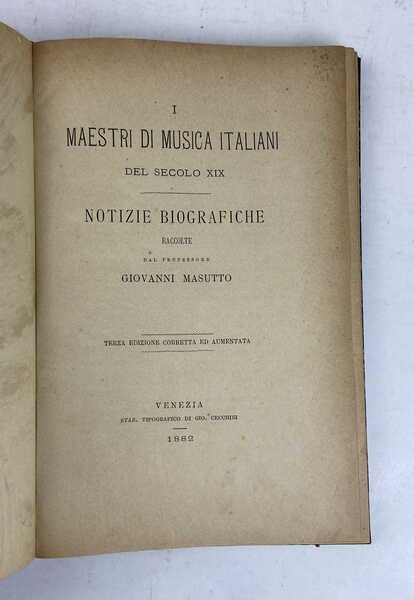 I
MAESTRI DI MUSICA ITALIANI
DEL SECOLO XIX
NOTIZIE BIOGRAFICHE
RACCOLTE
DAL PROFESSORE
GIOVANNI MASUTTO
TERZA EDIZIONE CORRETTA ED AUMENTATA
VENEZIA
STAB. TIPOGRAFICO DI GIO. CECCHINI
1882